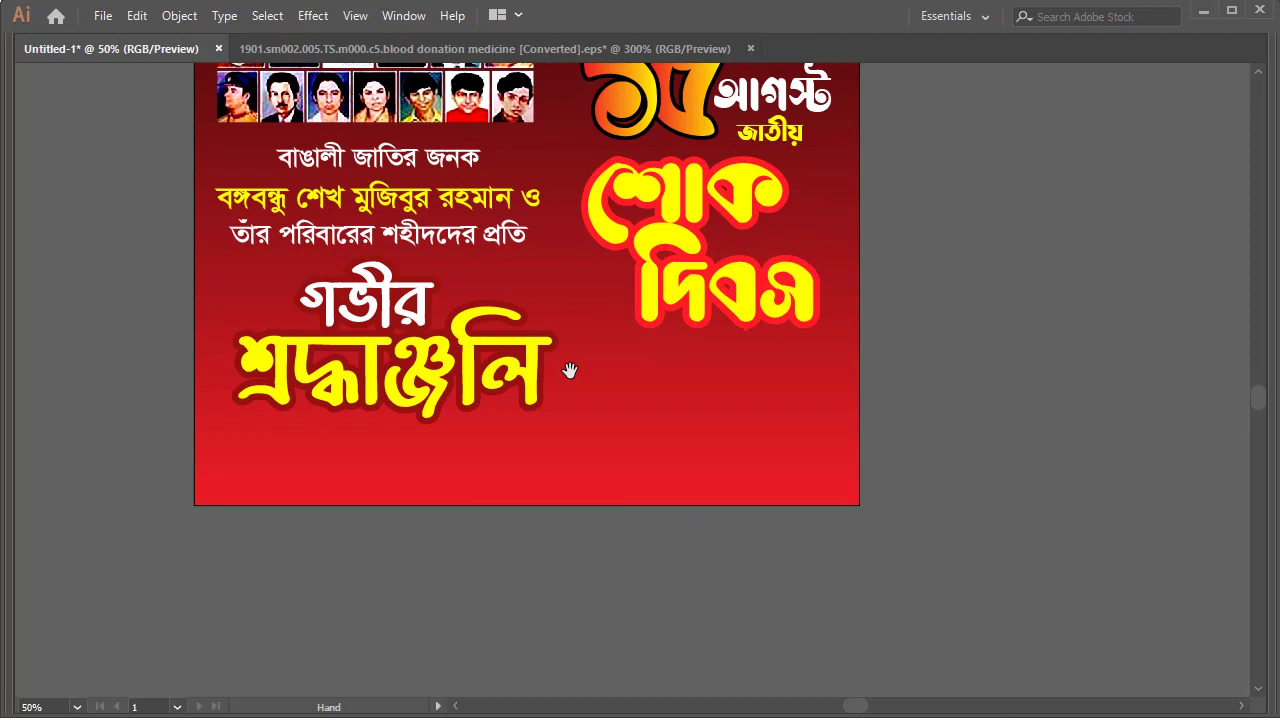 Ai
File Edit Object Type Select Effect View Window Help
Essentials
Search Adobe Stock
Untitled-1* @ 50% (RGB/Preview) ×
1901.sm002.005.TS.m000.c5.blood donation medicine [Converted].eps* @ 300% (RGB/Preview) ×
১৫ আগস্ট
জাতীয়
শোক
দিবস
বাঙালী জাতির জনক
বঙ্গবন্ধু শেখ মুজিবুর রহমান ও
তাঁর পরিবারের শহীদদের প্রতি
গভীর
শ্রদ্ধাঞ্জলি
50%
1
Hand